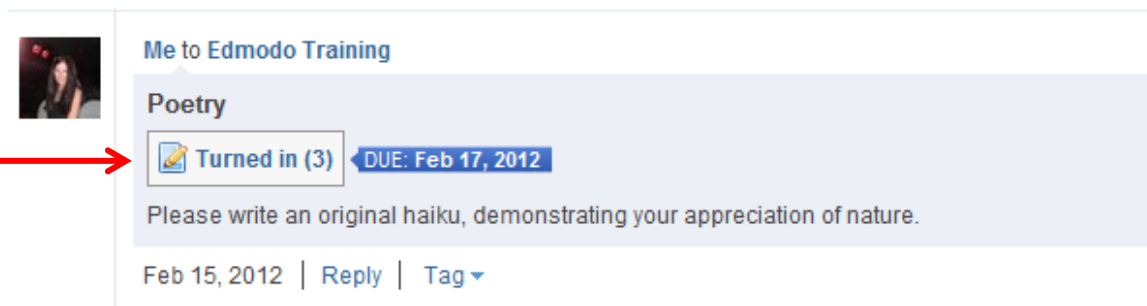 Me to Edmodo Training
Poetry
Turned in (3) DUE: Feb 17, 2012
Please write an original haiku, demonstrating your appreciation of nature.
Feb 15, 2012 | Reply | Tag